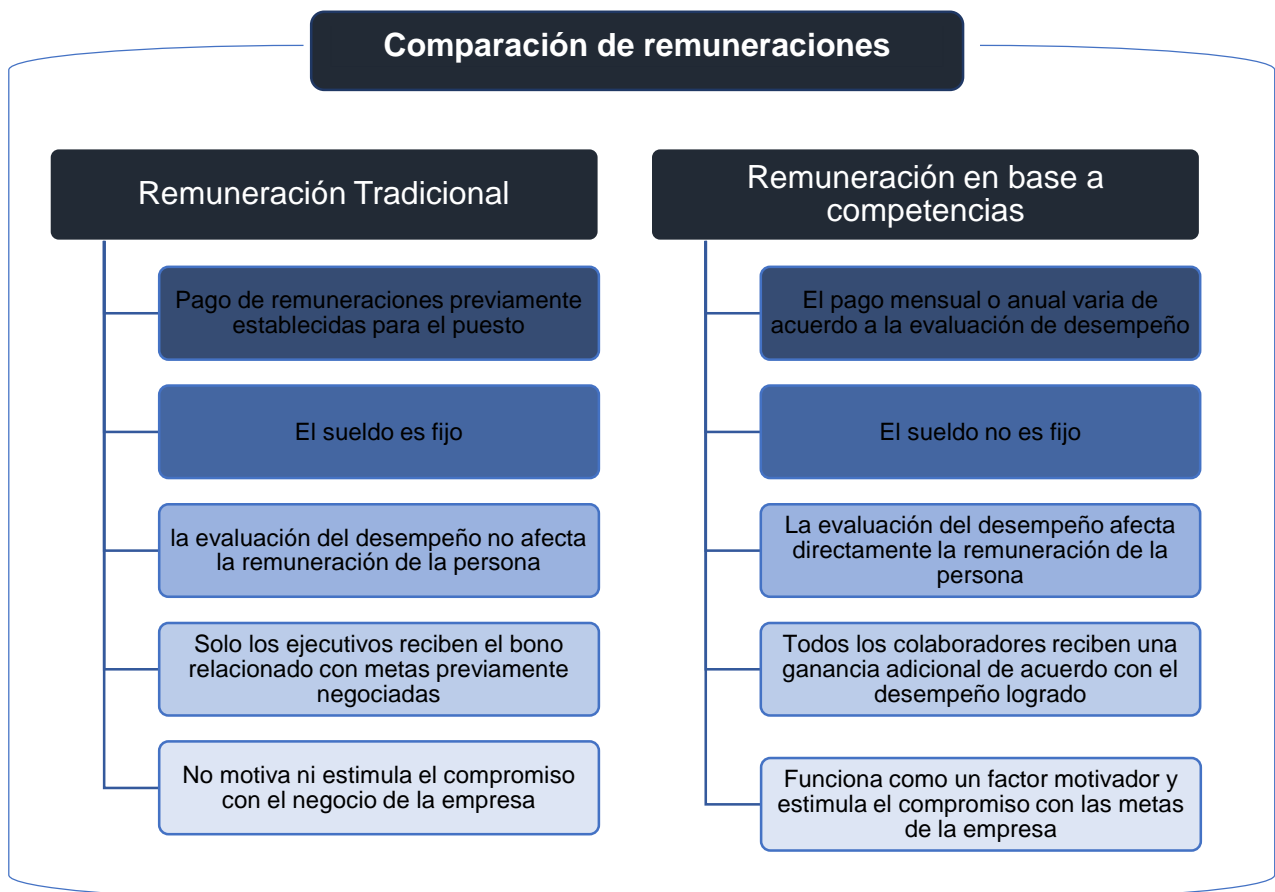 Comparación de remuneraciones
Remuneración Tradicional
Pago de remuneraciones previamente
establecidas para el puesto
El sueldo es fijo
la evaluación del desempeño no afecta
la remuneración de la persona
Solo los ejecutivos reciben el bono
relacionado con metas previamente
negociadas
No motiva ni estimula el compromiso
con el negocio de la empresa
Remuneración en base a
competencias
El pago mensual o anual varia de
acuerdo a la evaluación de desempeño
El sueldo no es fijo
La evaluación del desempeño afecta
directamente la remuneración de la
persona
Todos los colaboradores reciben una
ganancia adicional de acuerdo con el
desempeño logrado
Funciona como un factor motivador y
estimula el compromiso con las metas
de la empresa